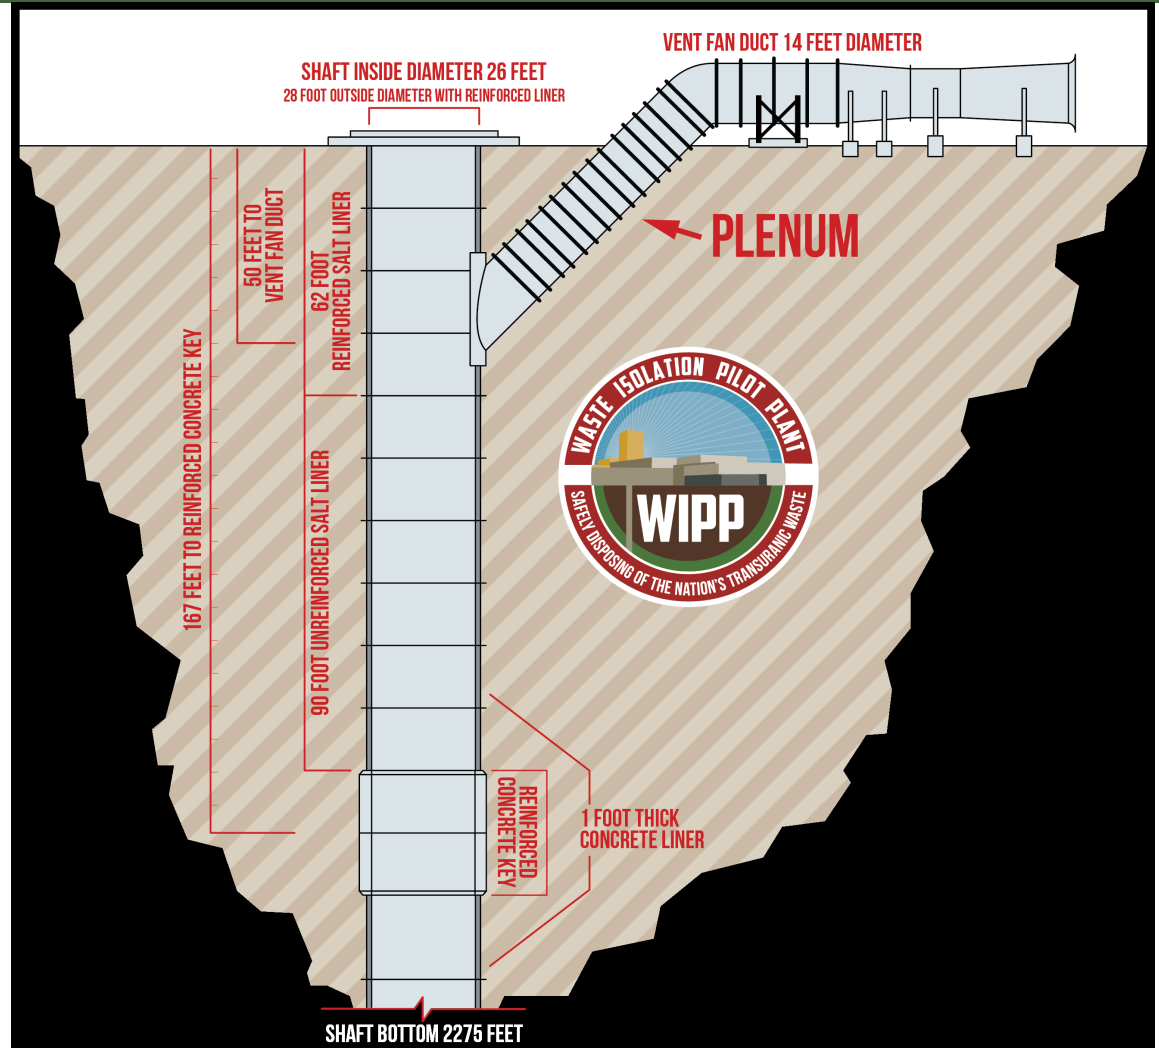 VENT FAN DUCT 14 FEET DIAMETER
SHAFT INSIDE DIAMETER 26 FEET
28 FOOT OUTSIDE DIAMETER WITH REINFORCED LINER
50 FEET TO
VENT FAN DUCT
62 FOOT
REINFORCED SALT LINER
PLENUM
167 FEET TO REINFORCED CONCRETE KEY
90 FOOT UNREINFORCED SALT LINER
WASTE ISOLATION PILOT PLANT
WIPP
SAFELY DISPOSING OF THE NATION'S TRANSURANIC WASTE
REINFORCED
CONCRETE KEY
1 FOOT THICK
CONCRETE LINER
SHAFT BOTTOM 2275 FEET